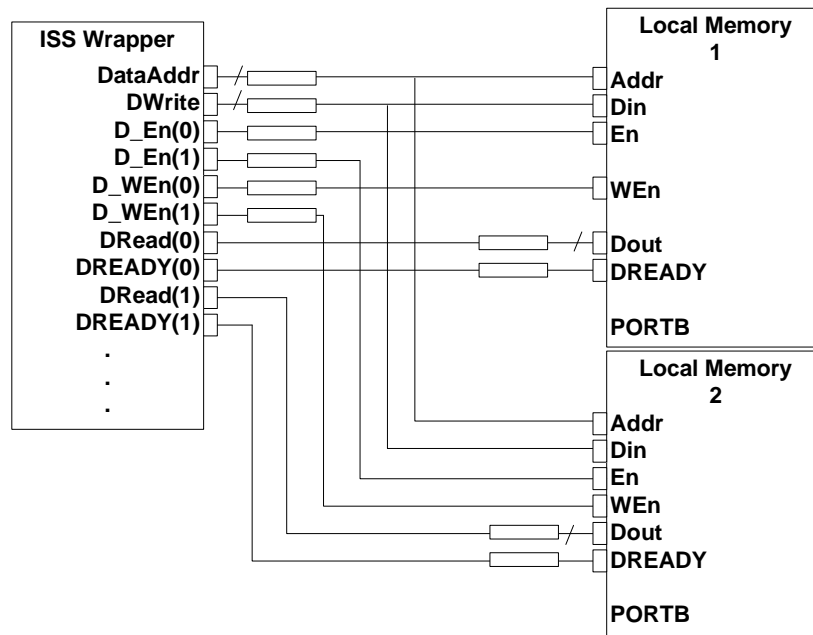 ISS Wrapper
DataAddr
DWrite
D_En(0)
D_En(1)
D_WEn(0)
D_WEn(1)
DRead(0)
DREADY(0)
DRead(1)
DREADY(1)
.
.
.
Local Memory
1
Addr
Din
En
WEn
Dout
DREADY
PORTB
Local Memory
2
Addr
Din
En
WEn
Dout
DREADY
PORTB